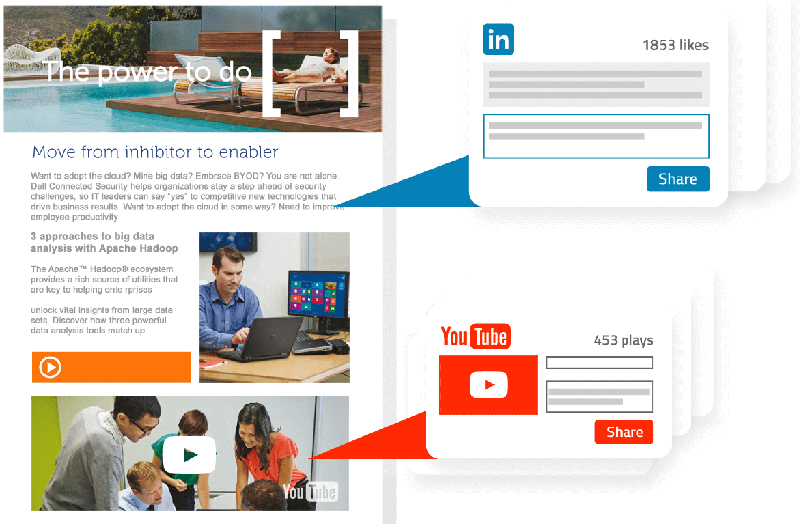 The power to do [ ]
Move from inhibitor to enabler
Want to adopt the cloud? Mine big data? Embrace BYOD? You are not alone.
Dell Connected Security helps organizations stay a step ahead of security
challenges, so IT leaders can say "yes" to competitive new technologies that
drive business results. Want to adopt the cloud in some way? Need to improve
employee productivity
3 approaches to big data
analysis with Apache Hadoop
The Apache™ Hadoop® ecosystem
provides a rich source of utilities that
are key to helping ente rprises
unlock vital insights from large data
sets. Discover how three powerful
data analysis tools match up.
YouTube
in
1853 likes
Share
YouTube
453 plays
Share